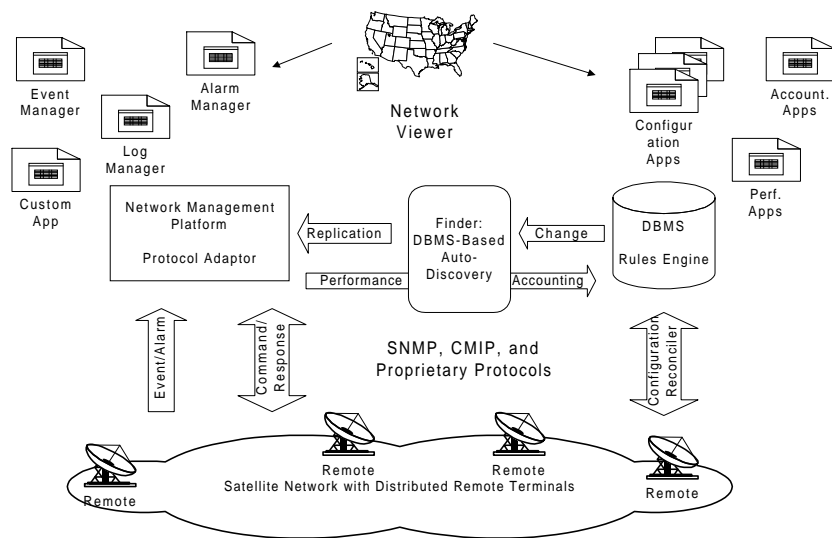 Event
Manager
Alarm
Manager
Network
Viewer
Configur
ation
Apps
Account.
Apps
Log
Manager
Custom
App
Perf.
Apps
Network Management
Platform
Protocol Adaptor
Replication
Finder:
DBMS-Based
Auto-
Discovery
Change
DBMS
Rules Engine
Performance
Accounting
Event/Alarm
Command/
Response
SNMP, CMIP, and
Proprietary Protocols
Configuration
Reconciler
Remote
Remote
Remote
Remote
Satellite Network with Distributed Remote Terminals